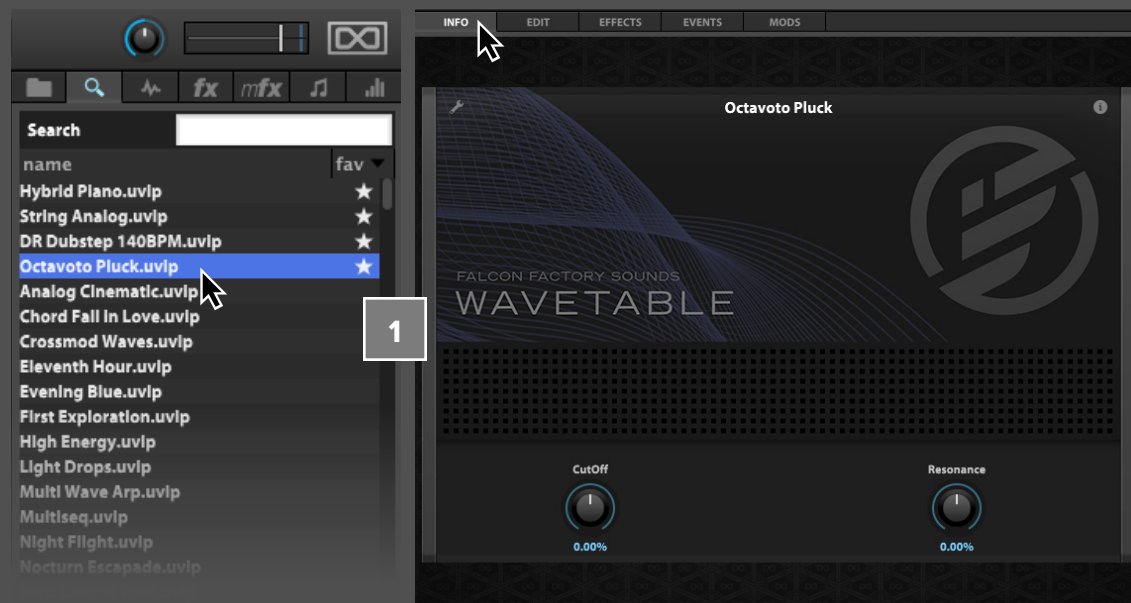 fx
mfx
Search
name fav
Hybrid Piano.uvip
String Analog.uvip
DR Dubstep 140BPM.uvip
Octavoto Pluck.uvip
Analog Cinematic.uvip
Chord Fall In Love.uvip
Crossmod Waves.uvip
Eleventh Hour.uvip
Evening Blue.uvip
First Exploration.uvip
High Energy.uvip
Light Drops.uvip
Multi Wave Arp.uvip
Multiseq.uvip
Night Flight.uvip
Nocturn Escapade.uvip
1
INFO EDIT EFFECTS EVENTS MODS
Octavoto Pluck
FALCON FACTORY SOUNDS
WAVETABLE
CutOff Resonance
0.00% 0.00%